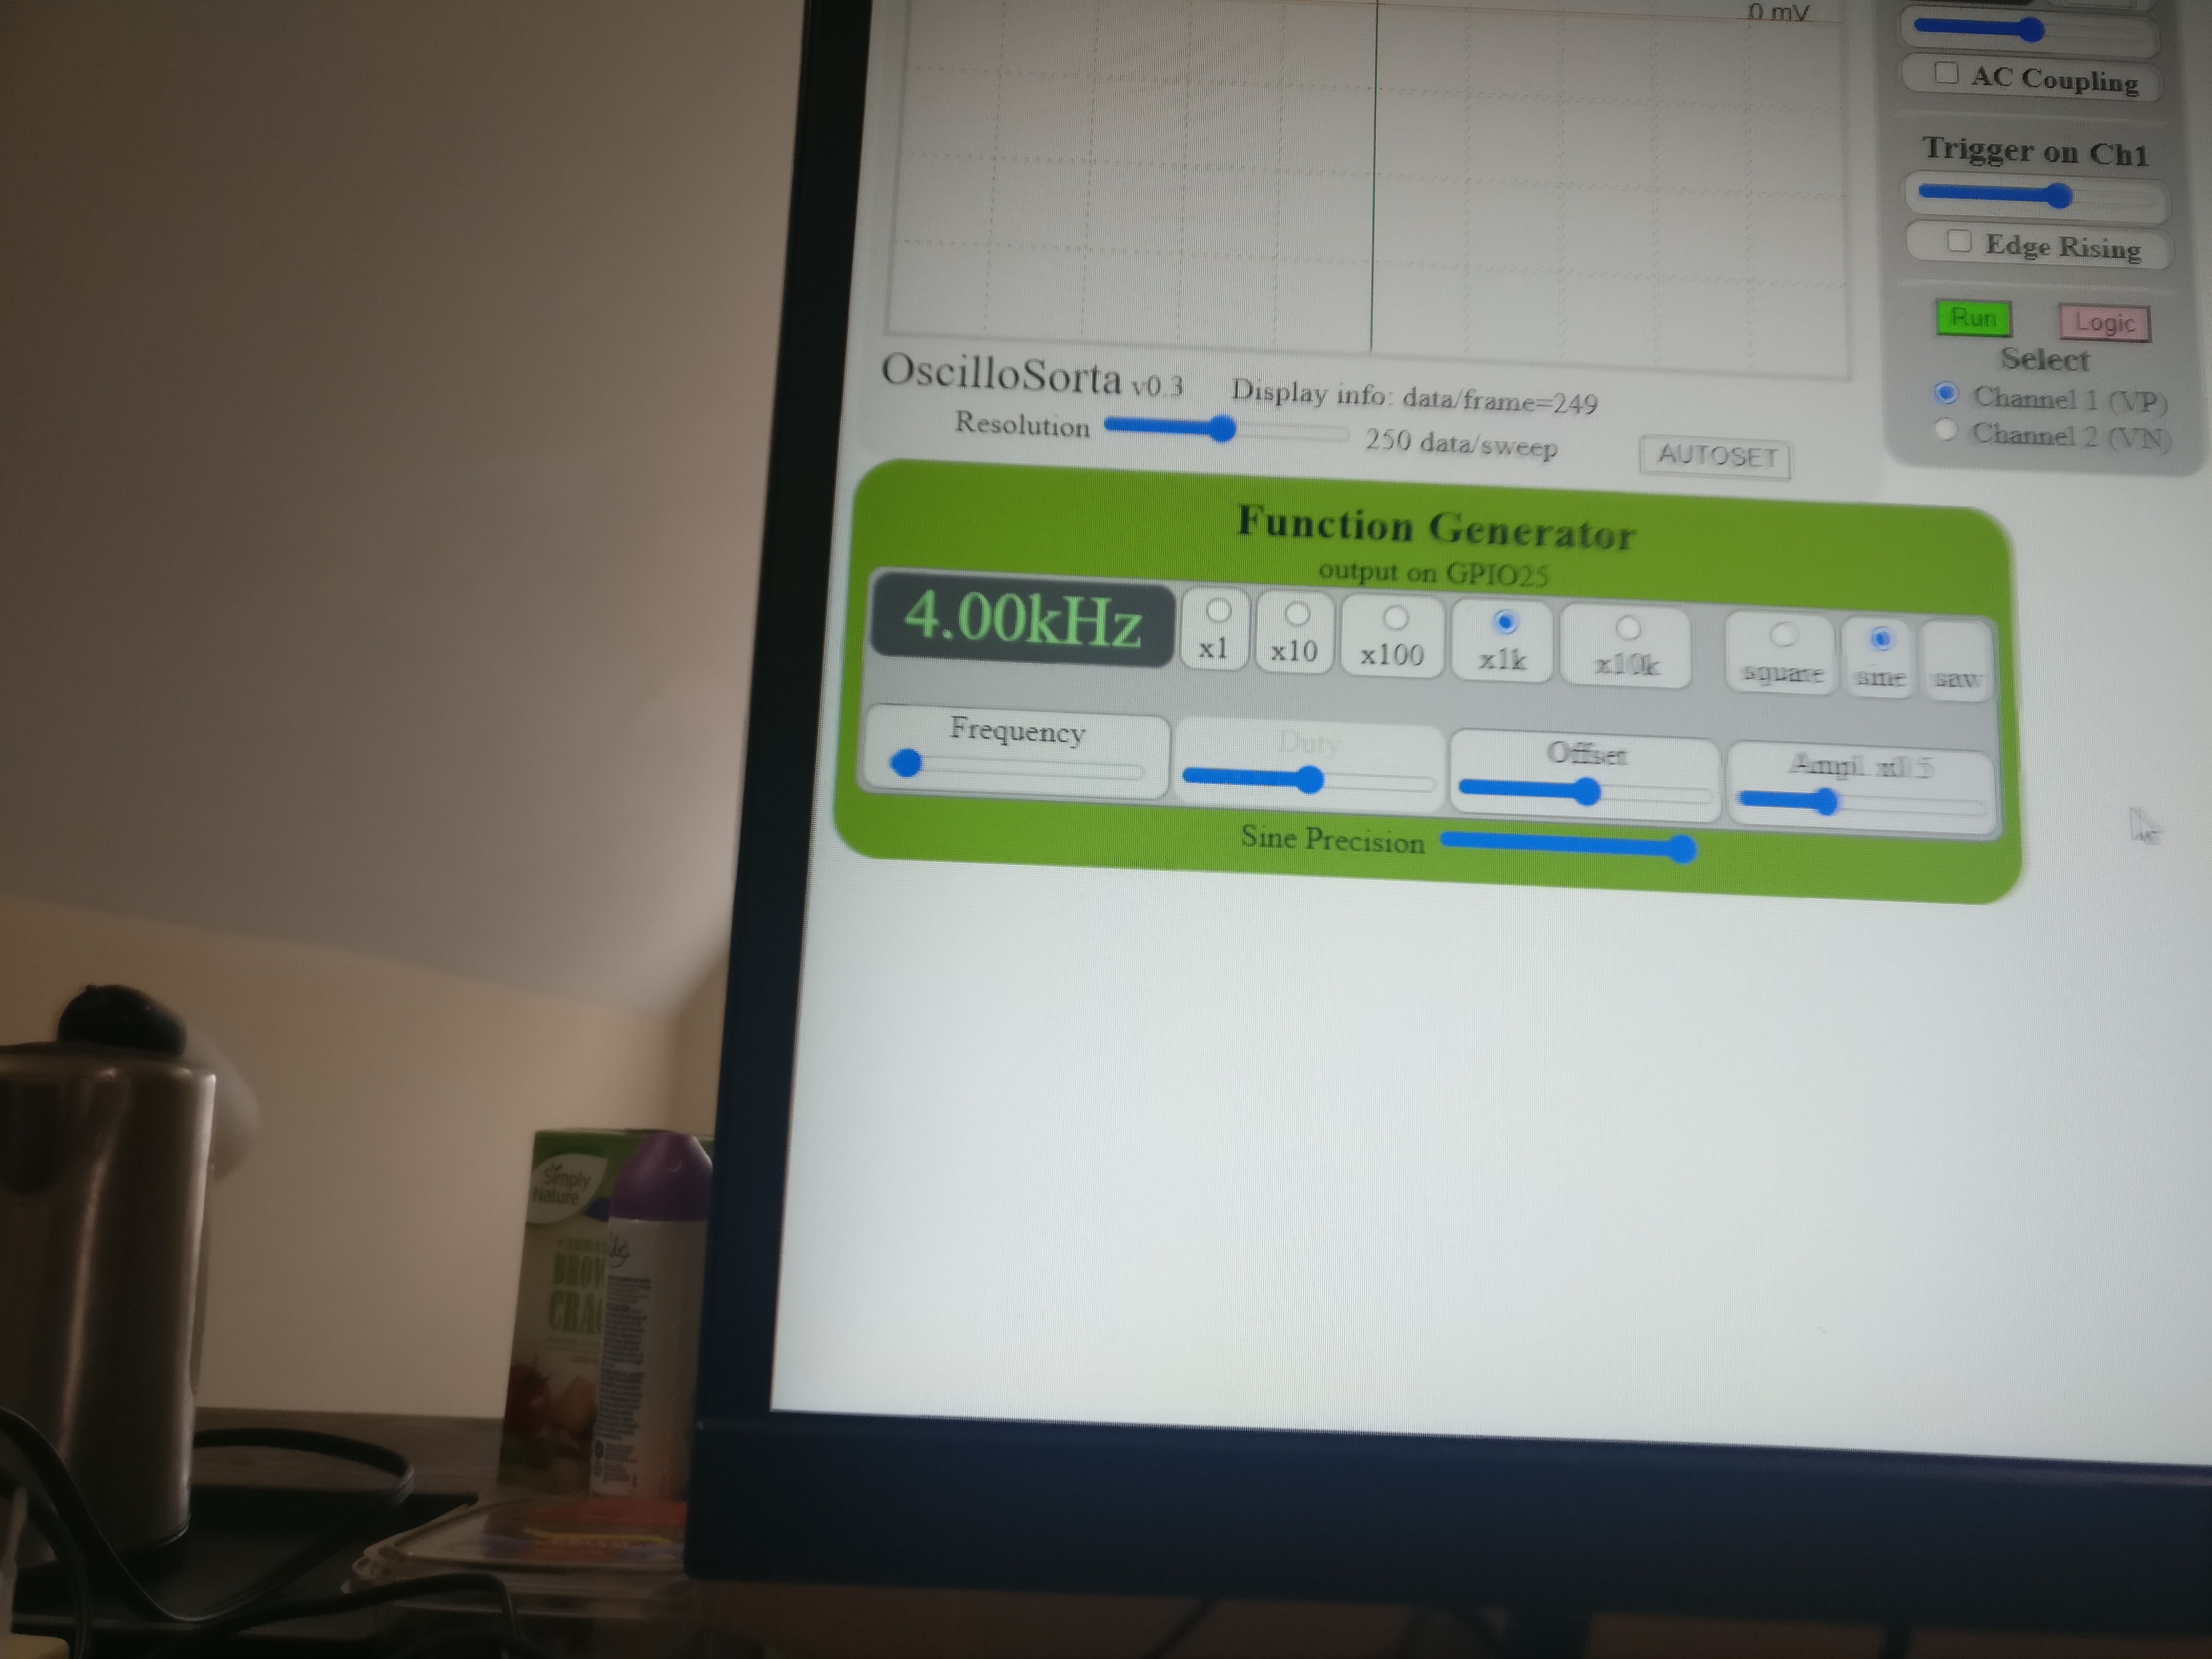 0 mV
AC Coupling
Trigger on Ch1
Edge Rising
Run Logic
Select
Channel 1 (VP)
Channel 2 (VN)
OscilloSorta v0.3 Display info: data/frame=249
Resolution 250 data/sweep AUTOSET
Function Generator
output on GPIO25
4.00kHz x1 x10 x100 x1k x10k square sine saw
Frequency Duty Offset Ampl. x0.5
Sine Precision
Simply
Nature